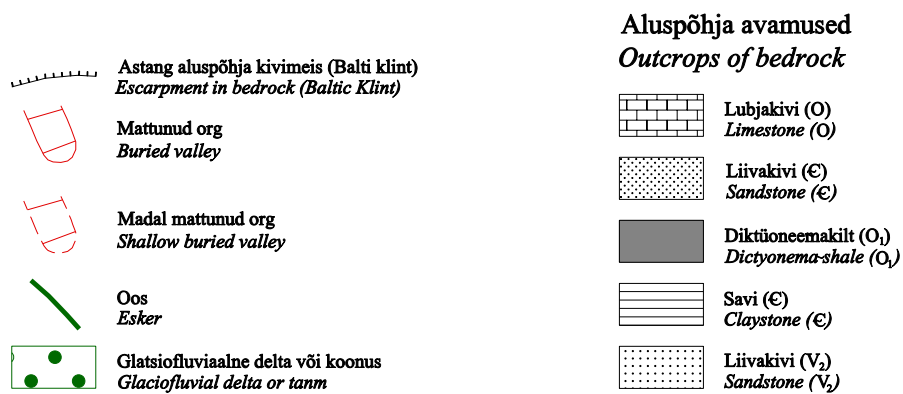 Astang aluspõhja kivimeis (Balti klint)
Escarpment in bedrock (Baltic Klint)
Mattunud org
Buried valley
Madal mattunud org
Shallow buried valley
Oos
Esker
Glatsiofluviaalne delta või koonus
Glaciofluvial delta or tanm
Aluspõhja avamused
Outcrops of bedrock
Lubjakivi (O)
Limestone (O)
Liivakivi (Є)
Sandstone (Є)
Diktüoneemakilt (O₁)
Dictyonema-shale (O₁)
Savi (Є)
Claystone (Є)
Liivakivi (V₂)
Sandstone (V₂)